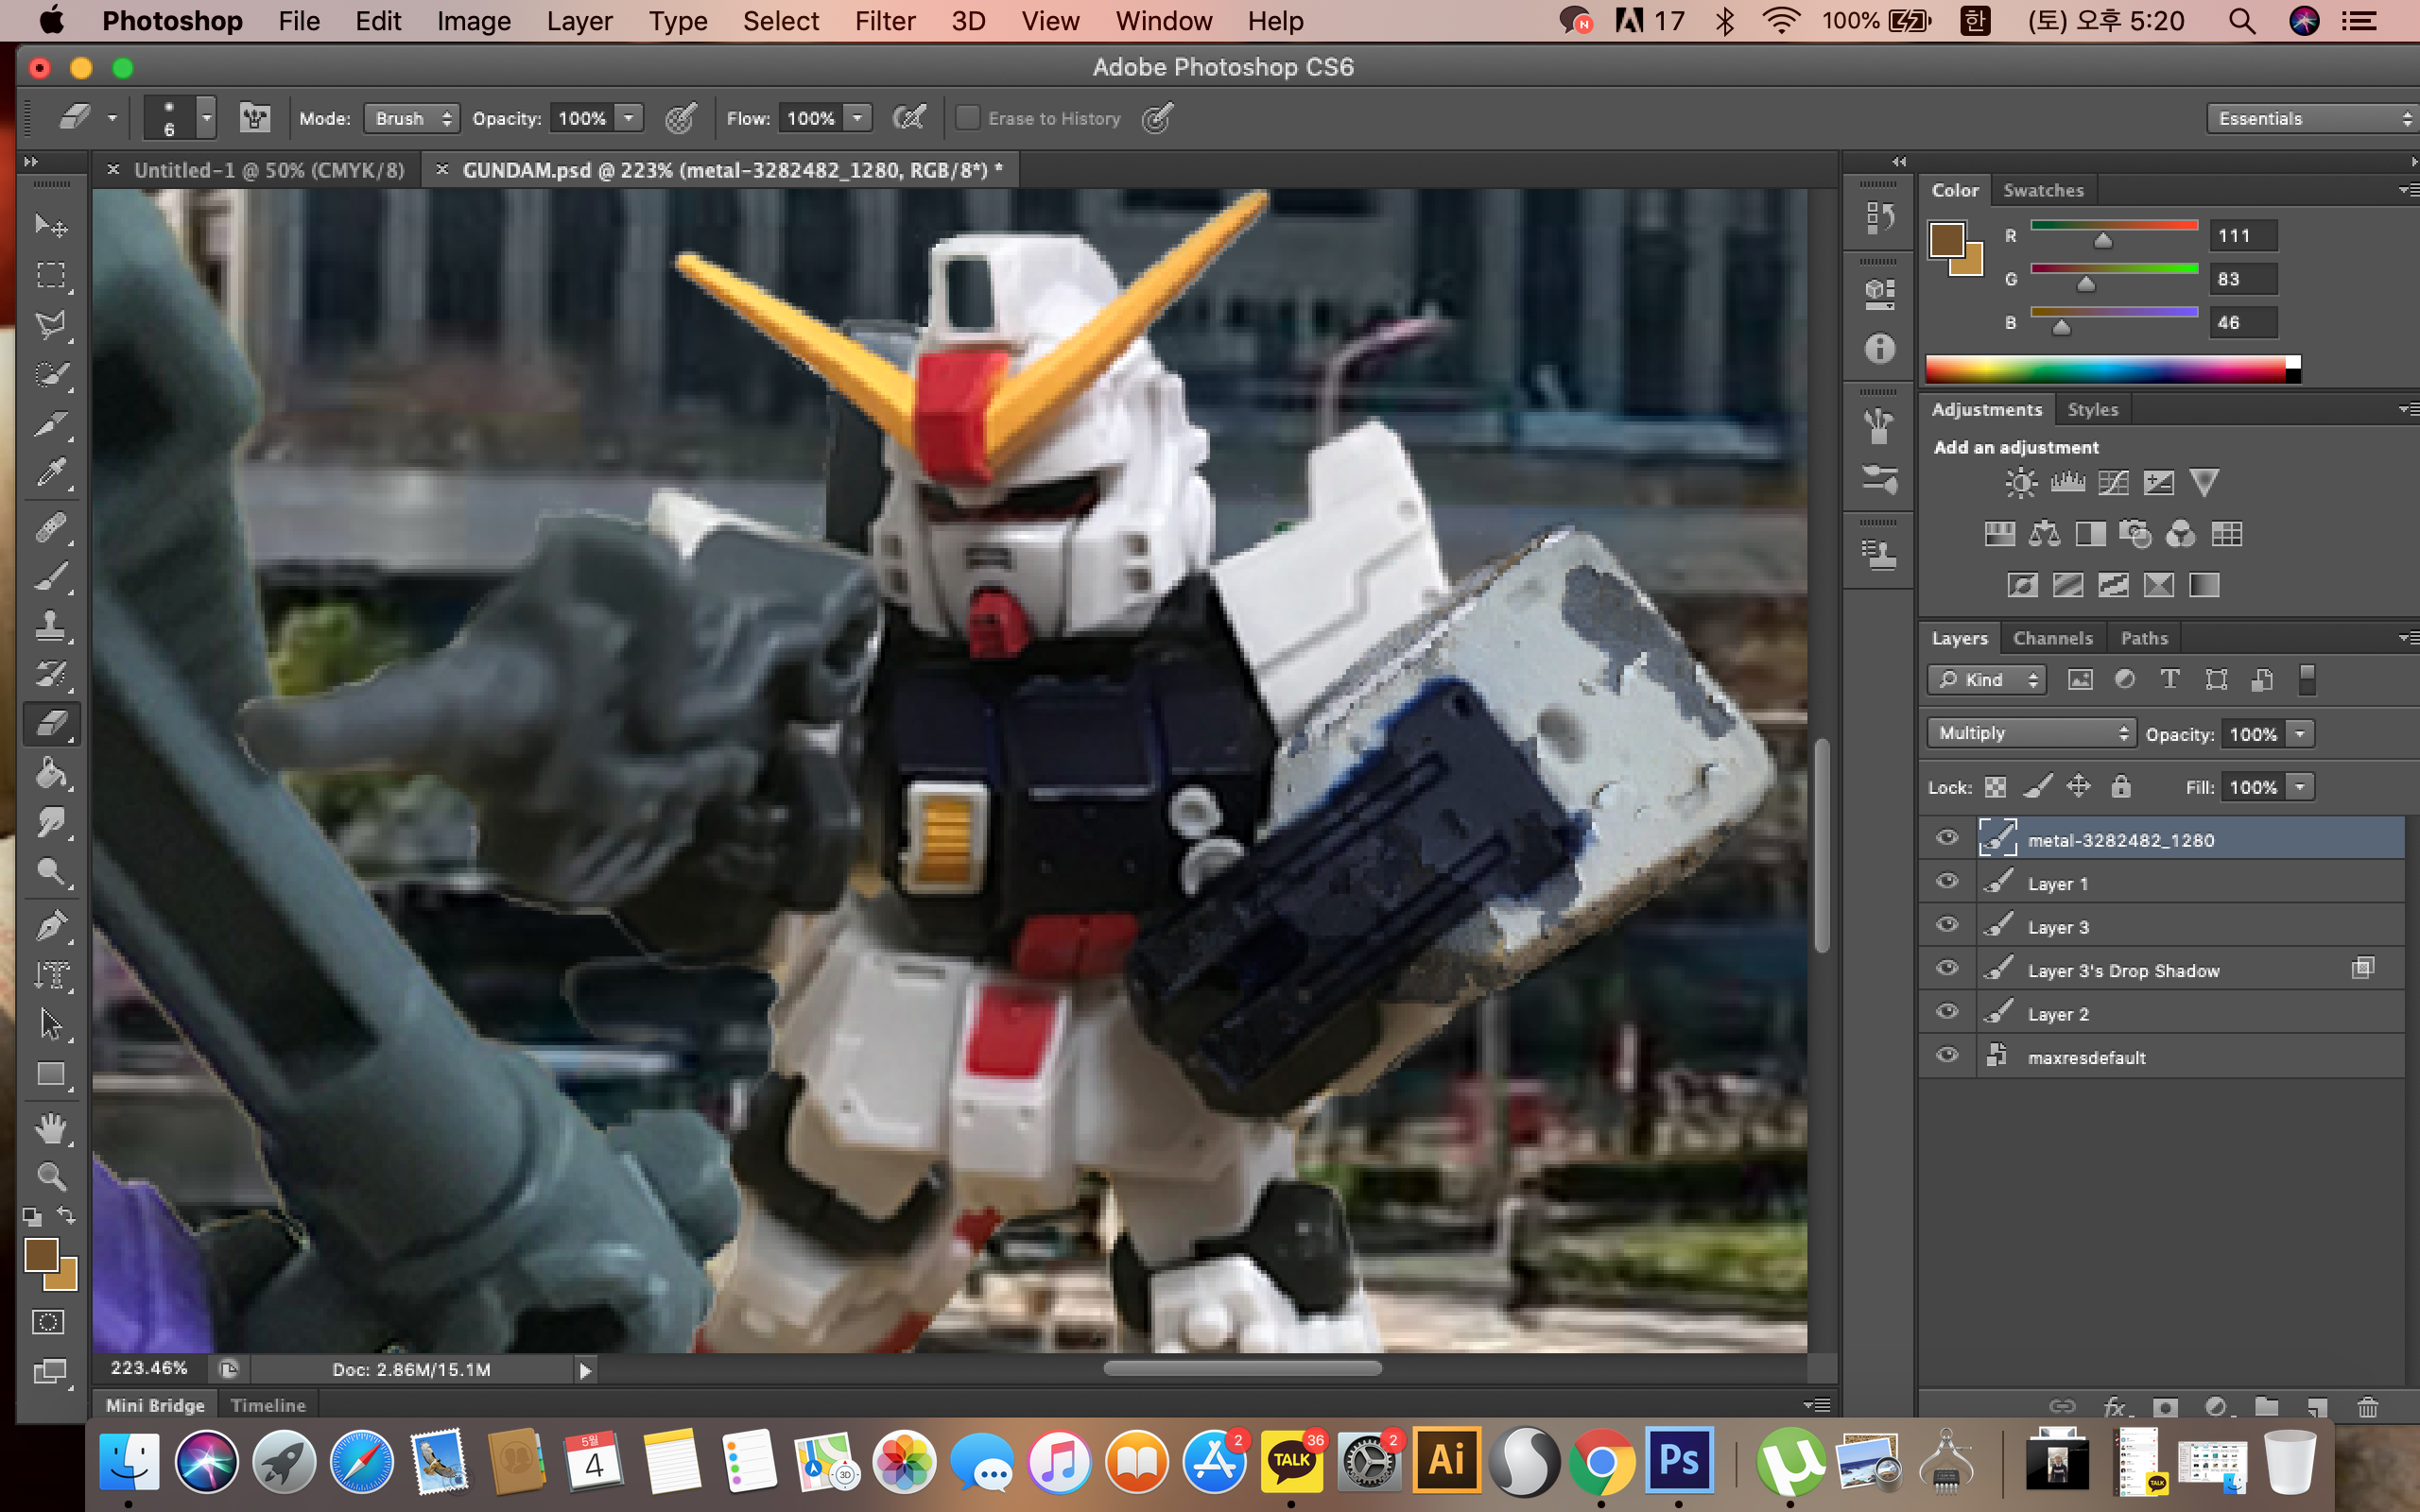 Photoshop File Edit Image Layer Type Select Filter 3D View Window Help N 17 100% 한 (토) 오후 5:20
Adobe Photoshop CS6
6 Mode: Brush Opacity: 100% Flow: 100% Erase to History Essentials
Untitled-1 @ 50% (CMYK/8) GUNDAM.psd @ 223% (metal-3282482_1280, RGB/8*) *
Color Swatches
R 111
G 83
B 46
Adjustments Styles
Add an adjustment
Layers Channels Paths
Kind T
Multiply Opacity: 100%
Lock: Fill: 100%
metal-3282482_1280
Layer 1
Layer 3
Layer 3's Drop Shadow
Layer 2
maxresdefault
223.46% Doc: 2.86M/15.1M
Mini Bridge Timeline
fx
5월
4
3D
2
TALK
36
2
Ai
Ps
µ
TALK